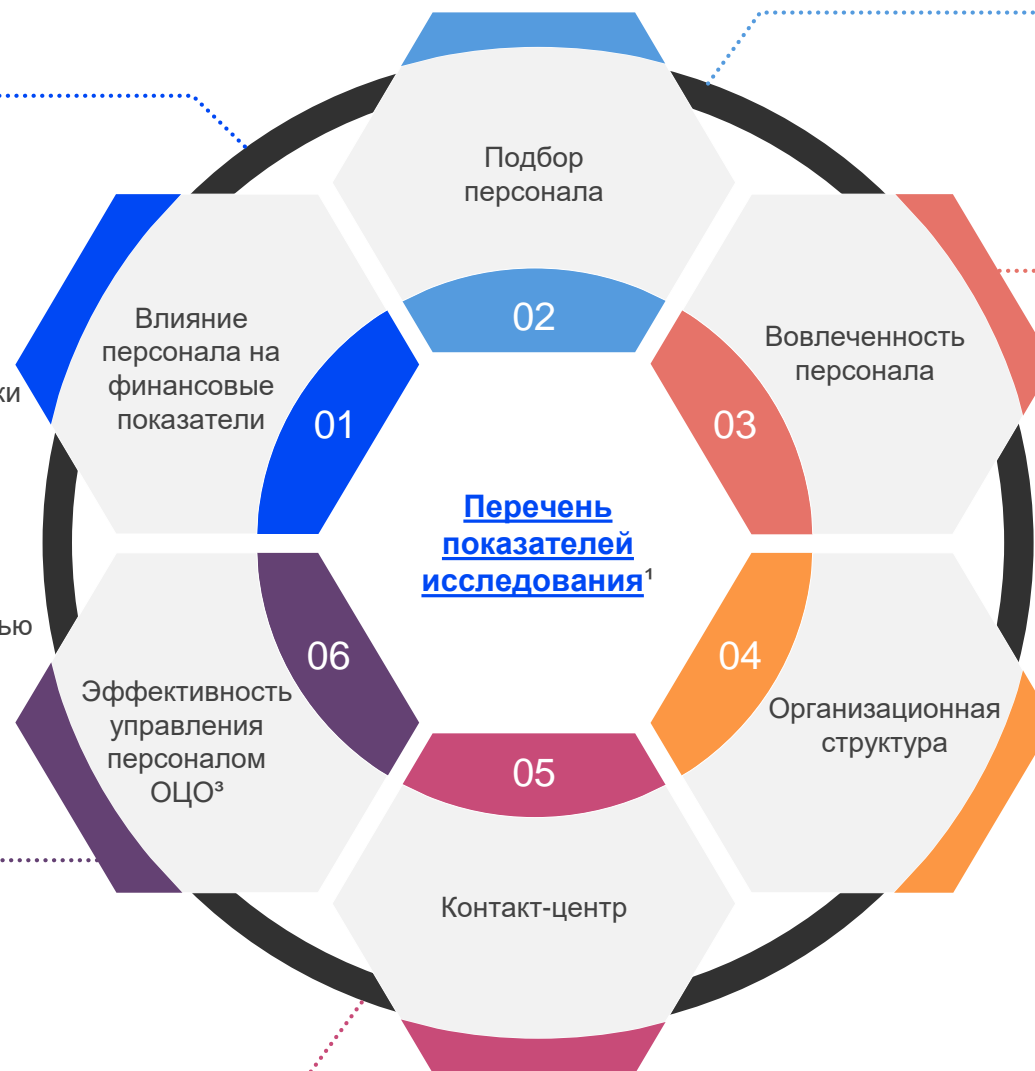 Подбор
персонала
02
Влияние
персонала на
финансовые
показатели
01
Вовлеченность
персонала
03
Перечень
показателей
исследования¹
04
Организационная
структура
05
Контакт-центр
06
Эффективность
управления
персоналом
ОЦО³